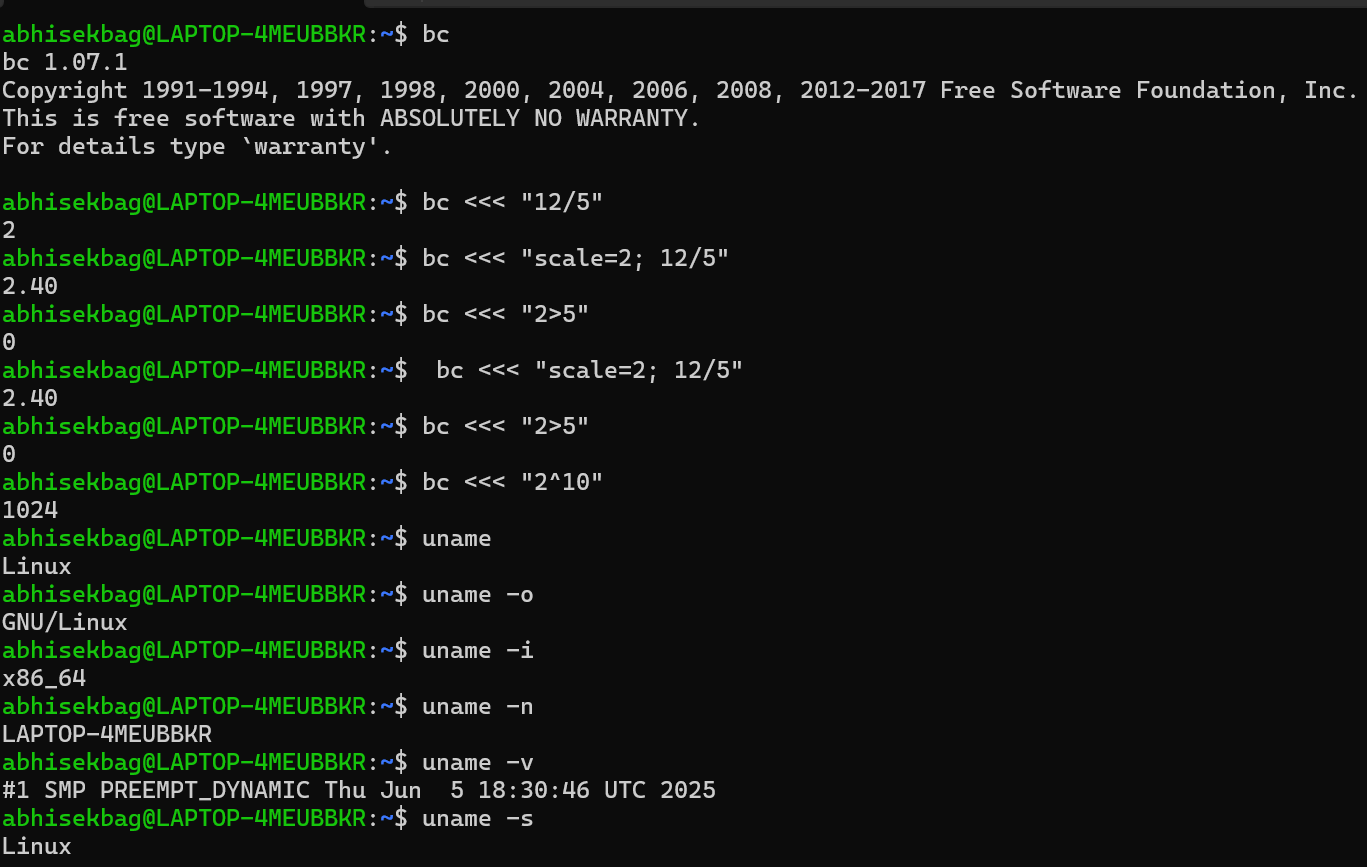 abhisekbag@LAPTOP-4MEUBBKR:~$ bc
bc 1.07.1
Copyright 1991-1994, 1997, 1998, 2000, 2004, 2006, 2008, 2012-2017 Free Software Foundation, Inc.
This is free software with ABSOLUTELY NO WARRANTY.
For details type `warranty'.
abhisekbag@LAPTOP-4MEUBBKR:~$ bc <<< "12/5"
2
abhisekbag@LAPTOP-4MEUBBKR:~$ bc <<< "scale=2; 12/5"
2.40
abhisekbag@LAPTOP-4MEUBBKR:~$ bc <<< "2>5"
0
abhisekbag@LAPTOP-4MEUBBKR:~$  bc <<< "scale=2; 12/5"
2.40
abhisekbag@LAPTOP-4MEUBBKR:~$ bc <<< "2>5"
0
abhisekbag@LAPTOP-4MEUBBKR:~$ bc <<< "2^10"
1024
abhisekbag@LAPTOP-4MEUBBKR:~$ uname
Linux
abhisekbag@LAPTOP-4MEUBBKR:~$ uname -o
GNU/Linux
abhisekbag@LAPTOP-4MEUBBKR:~$ uname -i
x86_64
abhisekbag@LAPTOP-4MEUBBKR:~$ uname -n
LAPTOP-4MEUBBKR
abhisekbag@LAPTOP-4MEUBBKR:~$ uname -v
#1 SMP PREEMPT_DYNAMIC Thu Jun  5 18:30:46 UTC 2025
abhisekbag@LAPTOP-4MEUBBKR:~$ uname -s
Linux